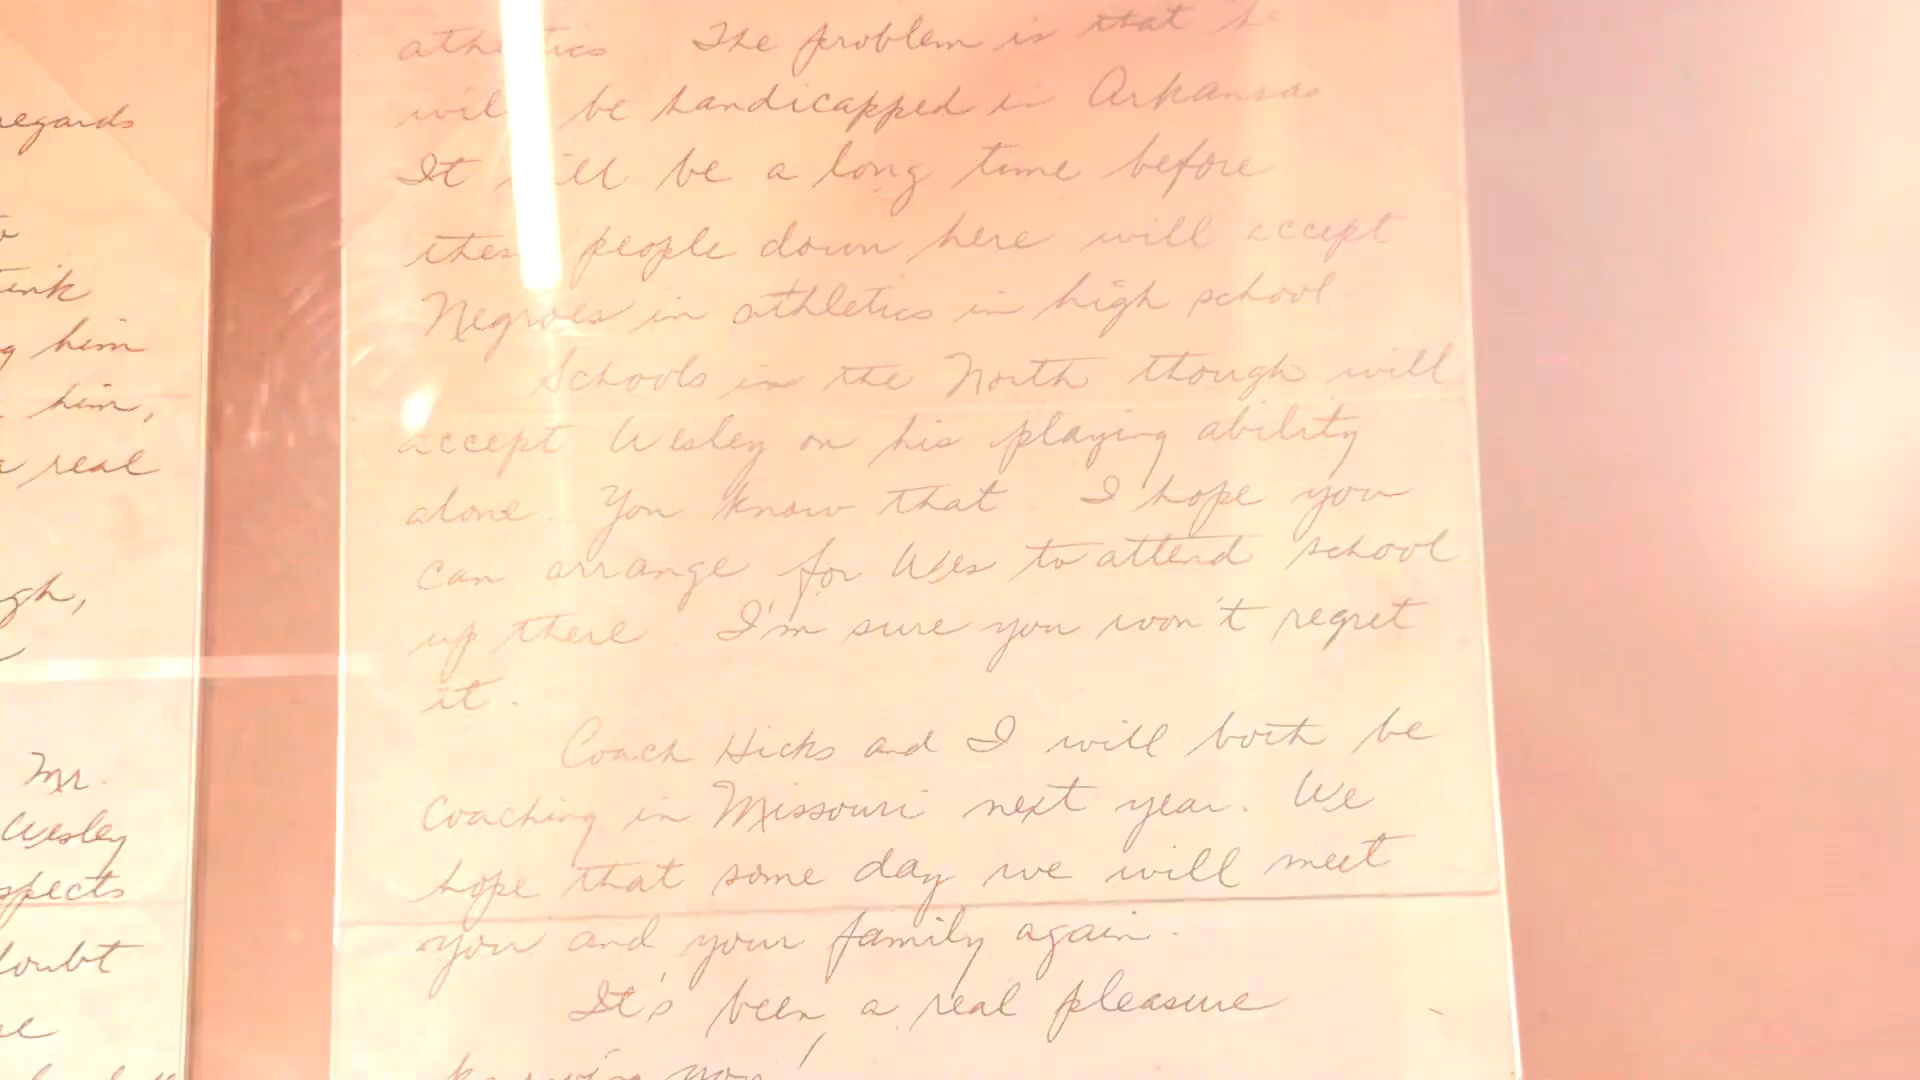 regards
him
him,
real
Mr.
Wesley
doubt
athletics The problem is that he
will be handicapped in Arkansas
It will be a long time before
these people down here will accept
Negroes in athletics in high school
Schools in the North though will
accept Wesley on his playing ability
alone. You know that I hope you
can arrange for Wes to attend school
up there I'm sure you won't regret
it.
Coach Hicks and I will both be
coaching in Missouri next year. We
hope that some day we will meet
you and your family again.
It's been a real pleasure
knowing you!